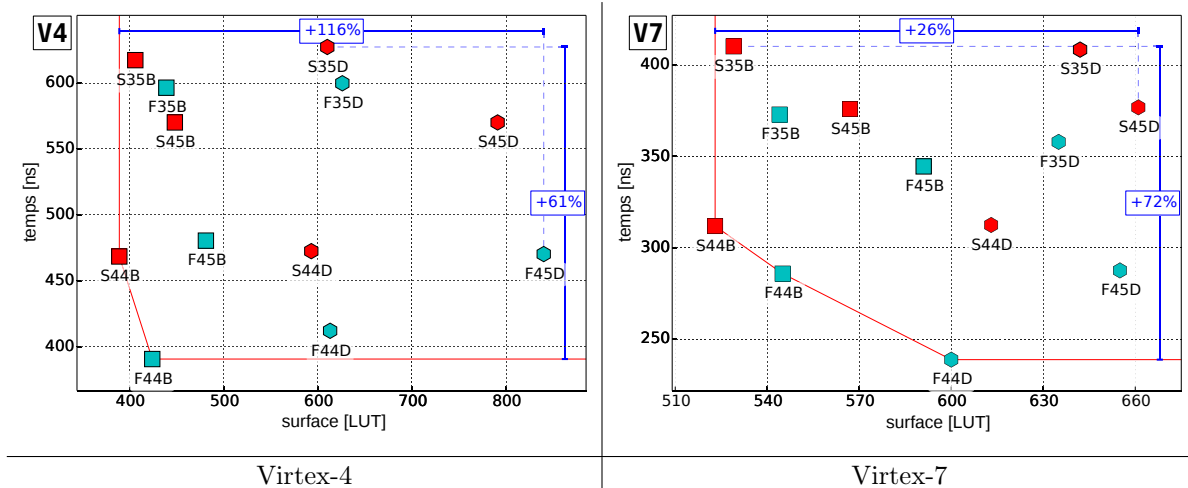 V4
+116%
600
550
500
450
400
temps [ns]
S35B
F35B
S45B
S35D
F35D
S45D
+61%
S44B
F45B
S44D
F45D
F44B
F44D
400 500 600 700 800
surface [LUT]
Virtex-4
V7
+26%
400
350
300
250
temps [ns]
S35B
S35D
F35B
S45B
S45D
F35D
F45B
+72%
S44B
S44D
F44B
F45D
F44D
510 540 570 600 630 660
surface [LUT]
Virtex-7